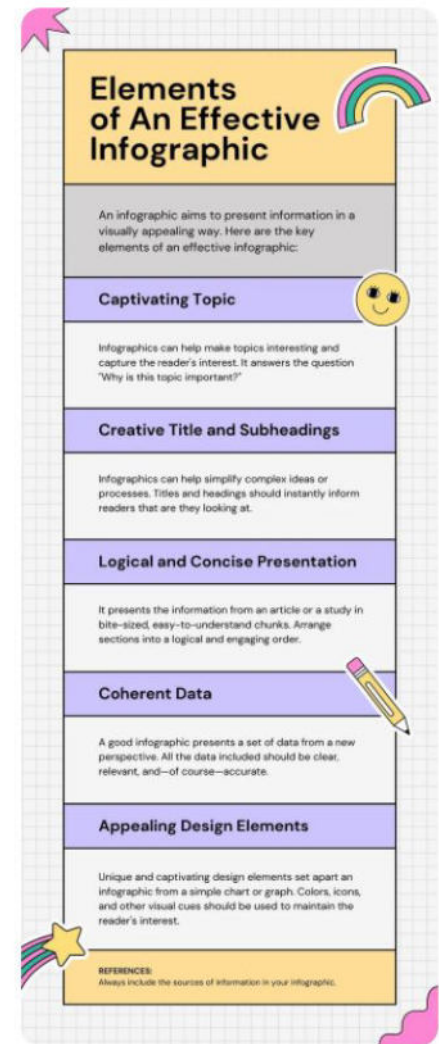 Elements
of An Effective
Infographic
An infographic aims to present information in a
visually appealing way. Here are the key
elements of an effective infographic:
Captivating Topic
Infographics can help make topics interesting and
capture the reader's interest. It answers the question
"Why is this topic important?"
Creative Title and Subheadings
Infographics can help simplify complex ideas or
processes. Titles and headings should instantly inform
readers that are they looking at.
Logical and Concise Presentation
It presents the information from an article or a study in
bite-sized, easy-to-understand chunks. Arrange
sections into a logical and engaging order.
Coherent Data
A good infographic presents a set of data from a new
perspective. All the data included should be clear,
relevant, and—of course—accurate.
Appealing Design Elements
Unique and captivating design elements set apart an
infographic from a simple chart or graph. Colors, icons,
and other visual cues should be used to maintain the
reader's interest.
REFERENCES:
Always include the sources of information in your infographic.